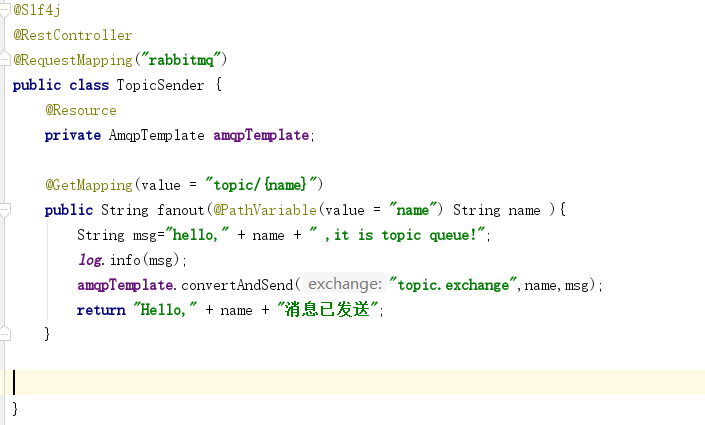 @Slf4j
@RestController
@RequestMapping("rabbitmq")
public class TopicSender {
    @Resource
    private AmqpTemplate amqpTemplate;

    @GetMapping(value = "topic/{name}")
    public String fanout(@PathVariable(value = "name") String name ){
        String msg="hello," + name + " ,it is topic queue!";
        log.info(msg);
        amqpTemplate.convertAndSend( exchange: "topic.exchange",name,msg);
        return "Hello," + name + "消息已发送";
    }

}